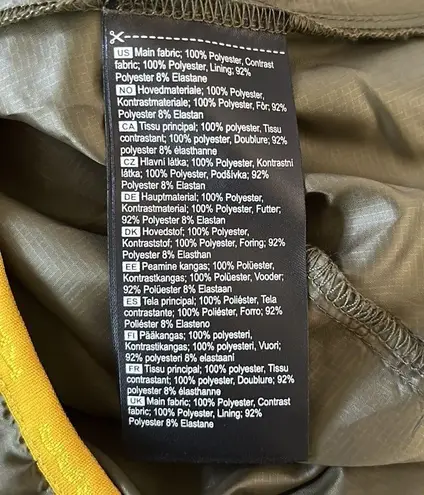 US Main fabric; 100% Polyester, Contrast
fabric; 100% Polyester, Lining; 92%
Polyester 8% Elastane
NO Hovedmateriale; 100% Polyester,
Kontrastmateriale; 100% Polyester, Fôr; 92%
Polyester 8% Elastan
CA Tissu principal; 100% polyester, Tissu
contrastant; 100% polyester, Doublure; 92%
polyester 8% élasthanne
CZ Hlavní látka; 100% Polyester, Kontrastní
látka; 100% Polyester, Podšívka; 92%
Polyester 8% Elastan
DE Hauptmaterial; 100% Polyester,
Kontrastmaterial; 100% Polyester, Futter;
92% Polyester 8% Elastan
DK Hovedstof; 100% Polyester,
Kontraststof; 100% Polyester, Foring; 92%
Polyester 8% Elasthan
EE Peamine kangas; 100% Polüester,
Kontrastkangas; 100% Polüester, Vooder;
92% Polüester 8% Elastaan
ES Tela principal; 100% Poliéster, Tela
contrastante; 100% Poliéster, Forro; 92%
Poliéster 8% Elasteno
FI Pääkangas; 100% polyesteri,
Kontrastikangas; 100% polyesteri, Vuori;
92% polyesteri 8% elastaani
FR Tissu principal; 100% polyester, Tissu
contrastant; 100% polyester, Doublure; 92%
polyester 8% élasthanne
UK Main fabric; 100% Polyester, Contrast
fabric; 100% Polyester, Lining; 92%
Polyester 8% Elastane